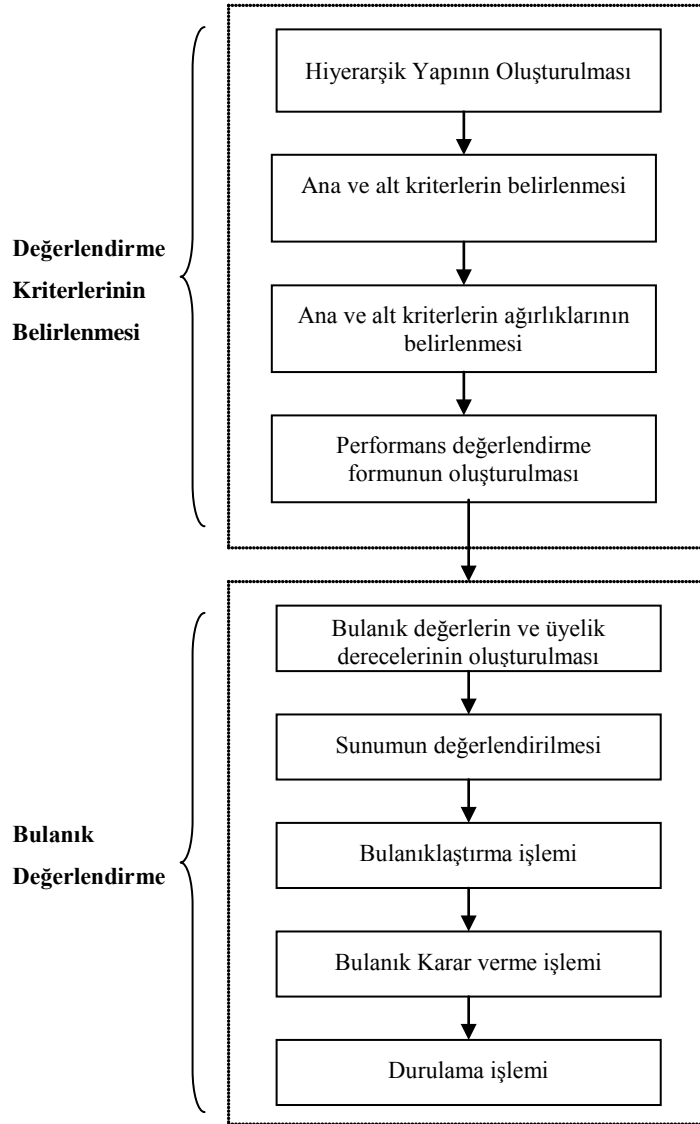 Hiyerarşik Yapının Oluşturulması
Ana ve alt kriterlerin belirlenmesi
Değerlendirme
Kriterlerinin
Belirlenmesi
Ana ve alt kriterlerin ağırlıklarının
belirlenmesi
Performans değerlendirme
formunun oluşturulması
Bulanık değerlerin ve üyelik
derecelerinin oluşturulması
Sunumun değerlendirilmesi
Bulanık
Değerlendirme
Bulanıklaştırma işlemi
Bulanık Karar verme işlemi
Durulama işlemi